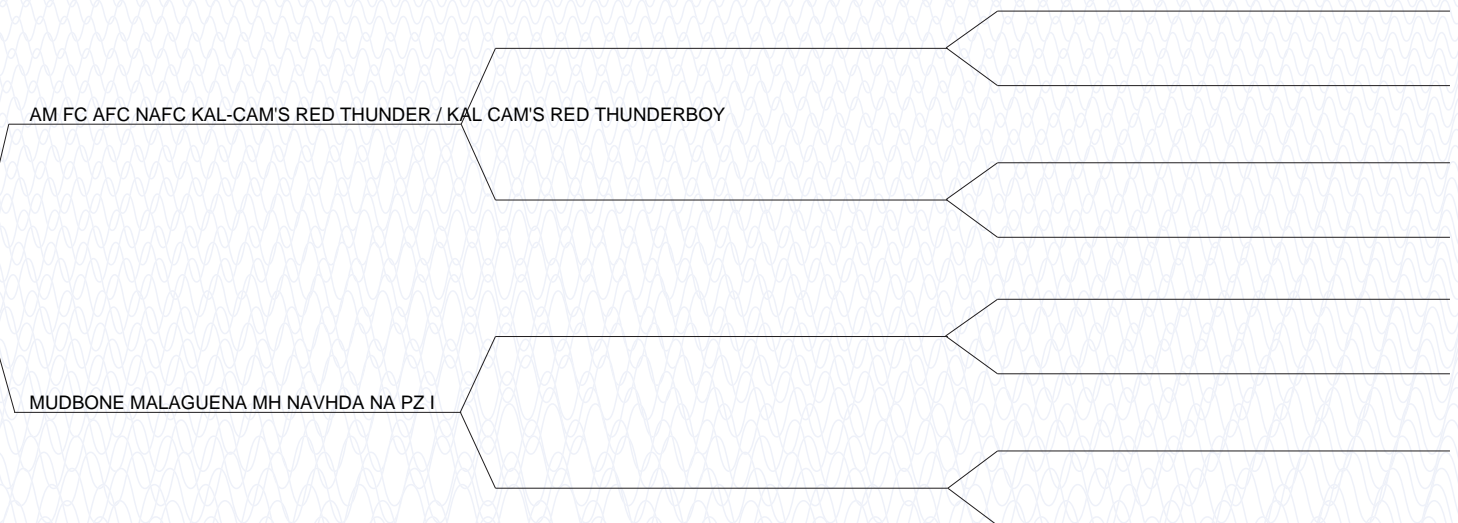 AM FC AFC NAFC KAL-CAM'S RED THUNDER / KAL CAM'S RED THUNDERBOY
MUDBONE MALAGUENA MH NAVHDA NA PZ I